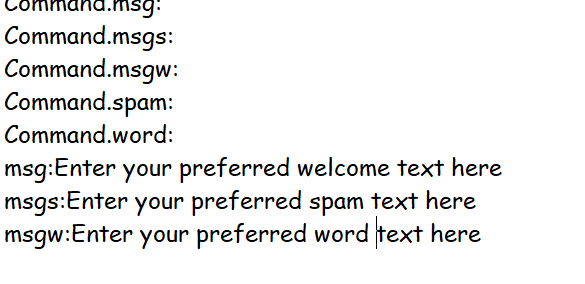 Command.msg:
Command.msgs:
Command.msgw:
Command.spam:
Command.word:
msg:Enter your preferred welcome text here
msgs:Enter your preferred spam text here
msgw:Enter your preferred word text here